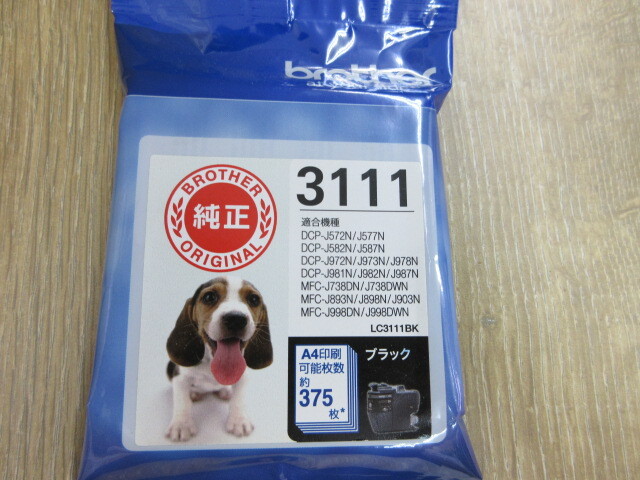 brother
BROTHER
純正
ORIGINAL
3111
適合機種
DCP-J572N/J577N
DCP-J582N/J587N
DCP-J972N/J973N/J978N
DCP-J981N/J982N/J987N
MFC-J738DN/J738DWN
MFC-J893N/J898N/J903N
MFC-J998DN/J998DWN
LC3111BK
A4印刷
可能枚数
約
375
枚*
ブラック